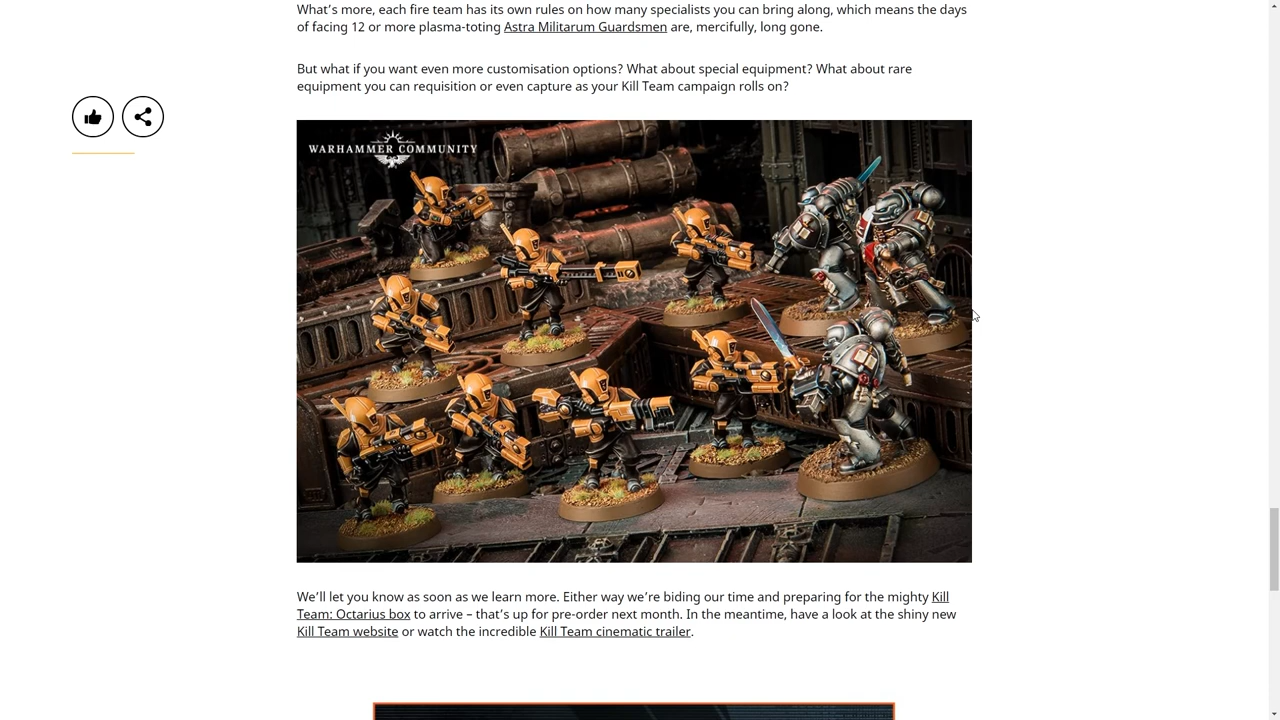 What's more, each fire team has its own rules on how many specialists you can bring along, which means the days
of facing 12 or more plasma-toting Astra Militarum Guardsmen are, mercifully, long gone.
But what if you want even more customisation options? What about special equipment? What about rare
equipment you can requisition or even capture as your Kill Team campaign rolls on?
WARHAMMER COMMUNITY
We'll let you know as soon as we learn more. Either way we're biding our time and preparing for the mighty Kill
Team: Octarius box to arrive – that's up for pre-order next month. In the meantime, have a look at the shiny new
Kill Team website or watch the incredible Kill Team cinematic trailer.